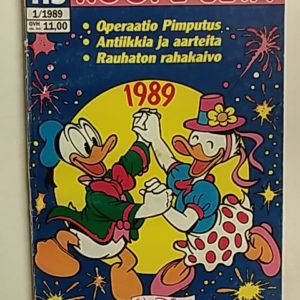 1/1989
OVH
11,00
• Operaatio Pimputus
• Antiikkia ja aarteita
• Rauhaton rahakaivo
1989